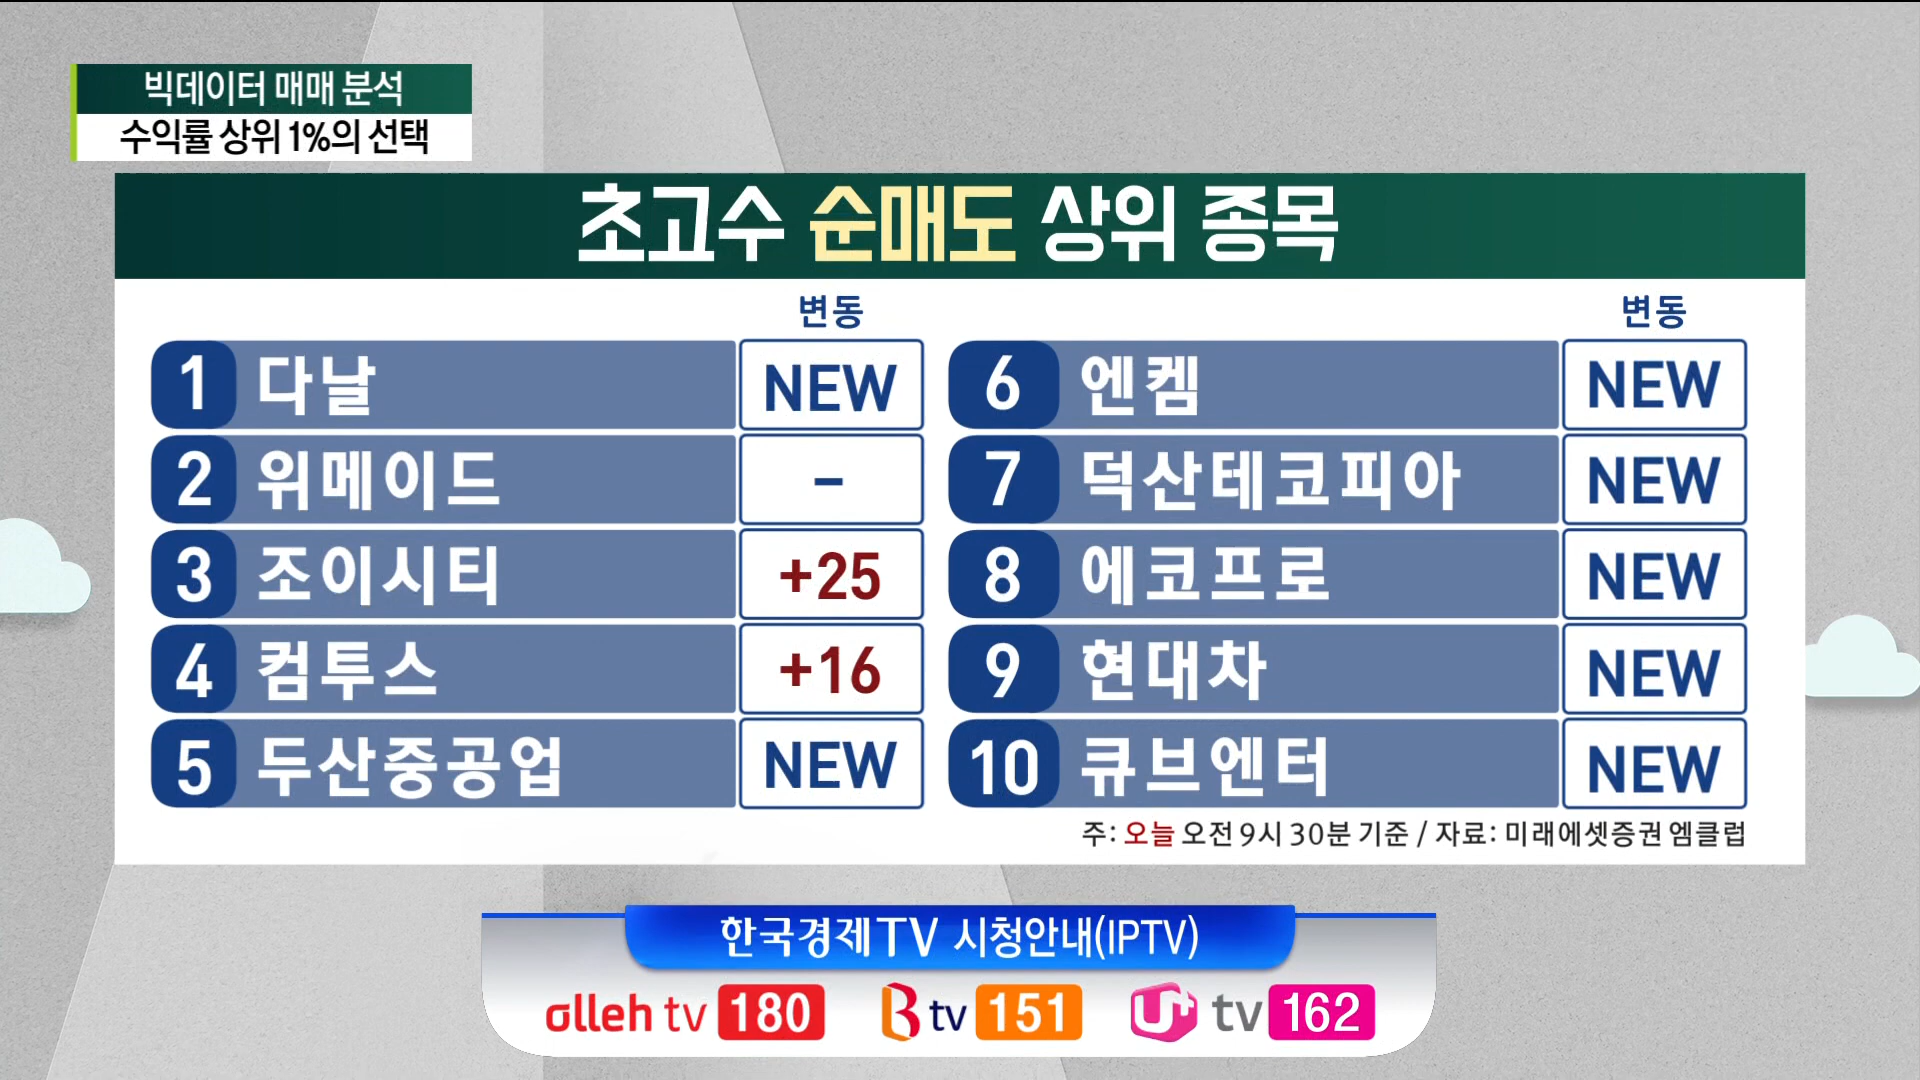 빅데이터 매매 분석
수익률 상위 1%의 선택
초고수 순매도 상위 종목
변동
1 다날 NEW
2 위메이드 -
3 조이시티 +25
4 컴투스 +16
5 두산중공업 NEW
변동
6 엔켐 NEW
7 덕산테코피아 NEW
8 에코프로 NEW
9 현대차 NEW
10 큐브엔터 NEW
주: 오늘 오전 9시 30분 기준 / 자료: 미래에셋증권 엠클럽
한국경제TV 시청안내(IPTV)
olleh tv 180 B tv 151 U+ tv 162